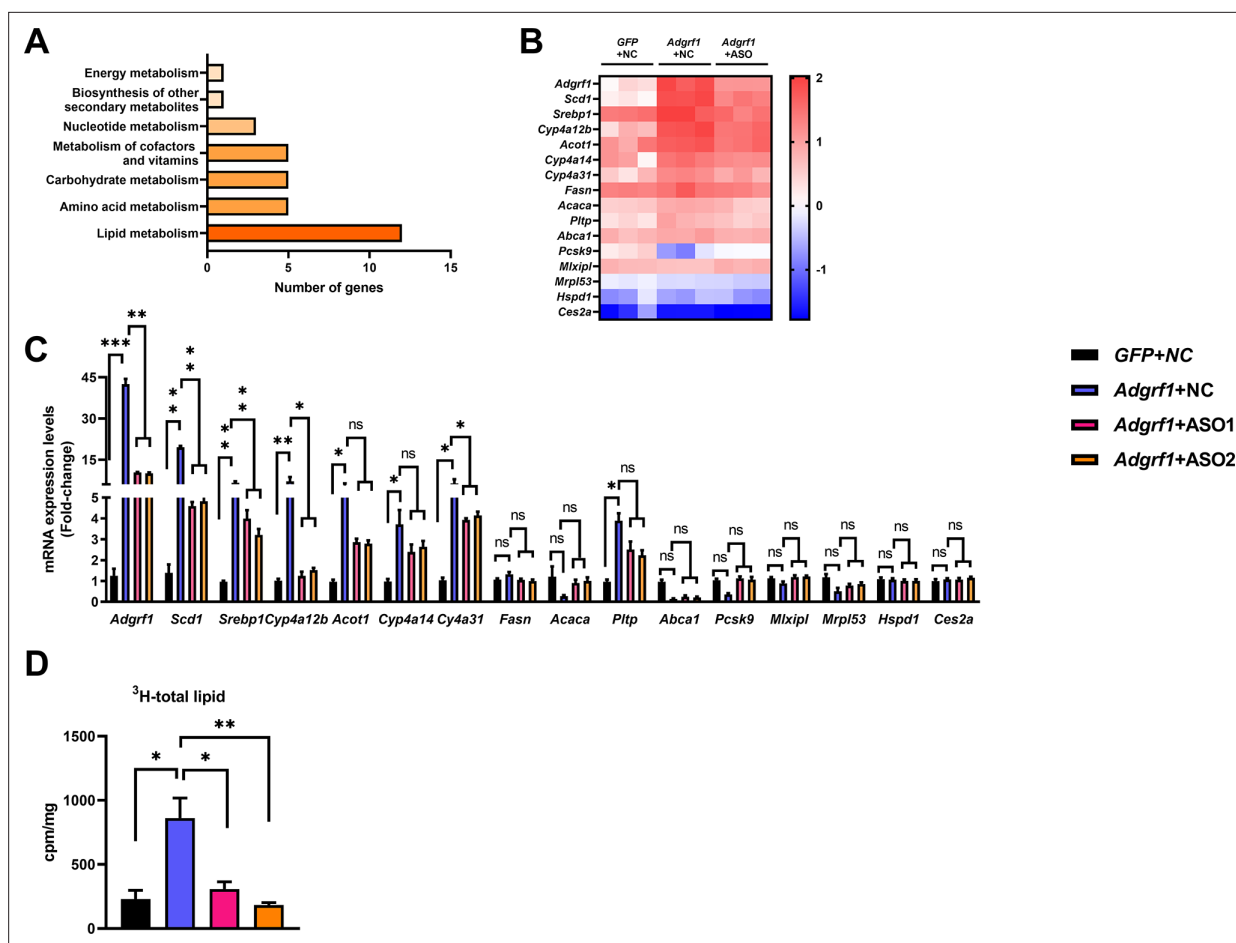 A
Energy metabolism
Biosynthesis of other
secondary metabolites
Nucleotide metabolism
Metabolism of cofactors
and vitamins
Carbohydrate metabolism
Amino acid metabolism
Lipid metabolism
0 5 10 15
Number of genes
B
GFP Adgrf1 Adgrf1
+NC +NC +ASO
Adgrf1
Scd1
Srebp1
Cyp4a12b
Acot1
Cyp4a14
Cyp4a31
Fasn
Acaca
Pltp
Abca1
Pcsk9
Mlxipl
Mrpl53
Hspd1
Ces2a
2
1
0
-1
C
mRNA expression levels
(Fold-change)
45
30
15
5
4
3
2
1
0
*** **
* * * *
* * * *
** *
* ns
* ns
* *
ns ns
ns ns
* ns
ns ns
ns ns
ns ns
ns ns
ns ns
ns ns
Adgrf1 Scd1 Srebp1 Cyp4a12b Acot1 Cyp4a14 Cy4a31 Fasn Acaca Pltp Abca1 Pcsk9 Mlxipl Mrpl53 Hspd1 Ces2a
GFP+NC
Adgrf1+NC
Adgrf1+ASO1
Adgrf1+ASO2
D
³H-total lipid
cpm/mg
1500
1000
500
0
* * **